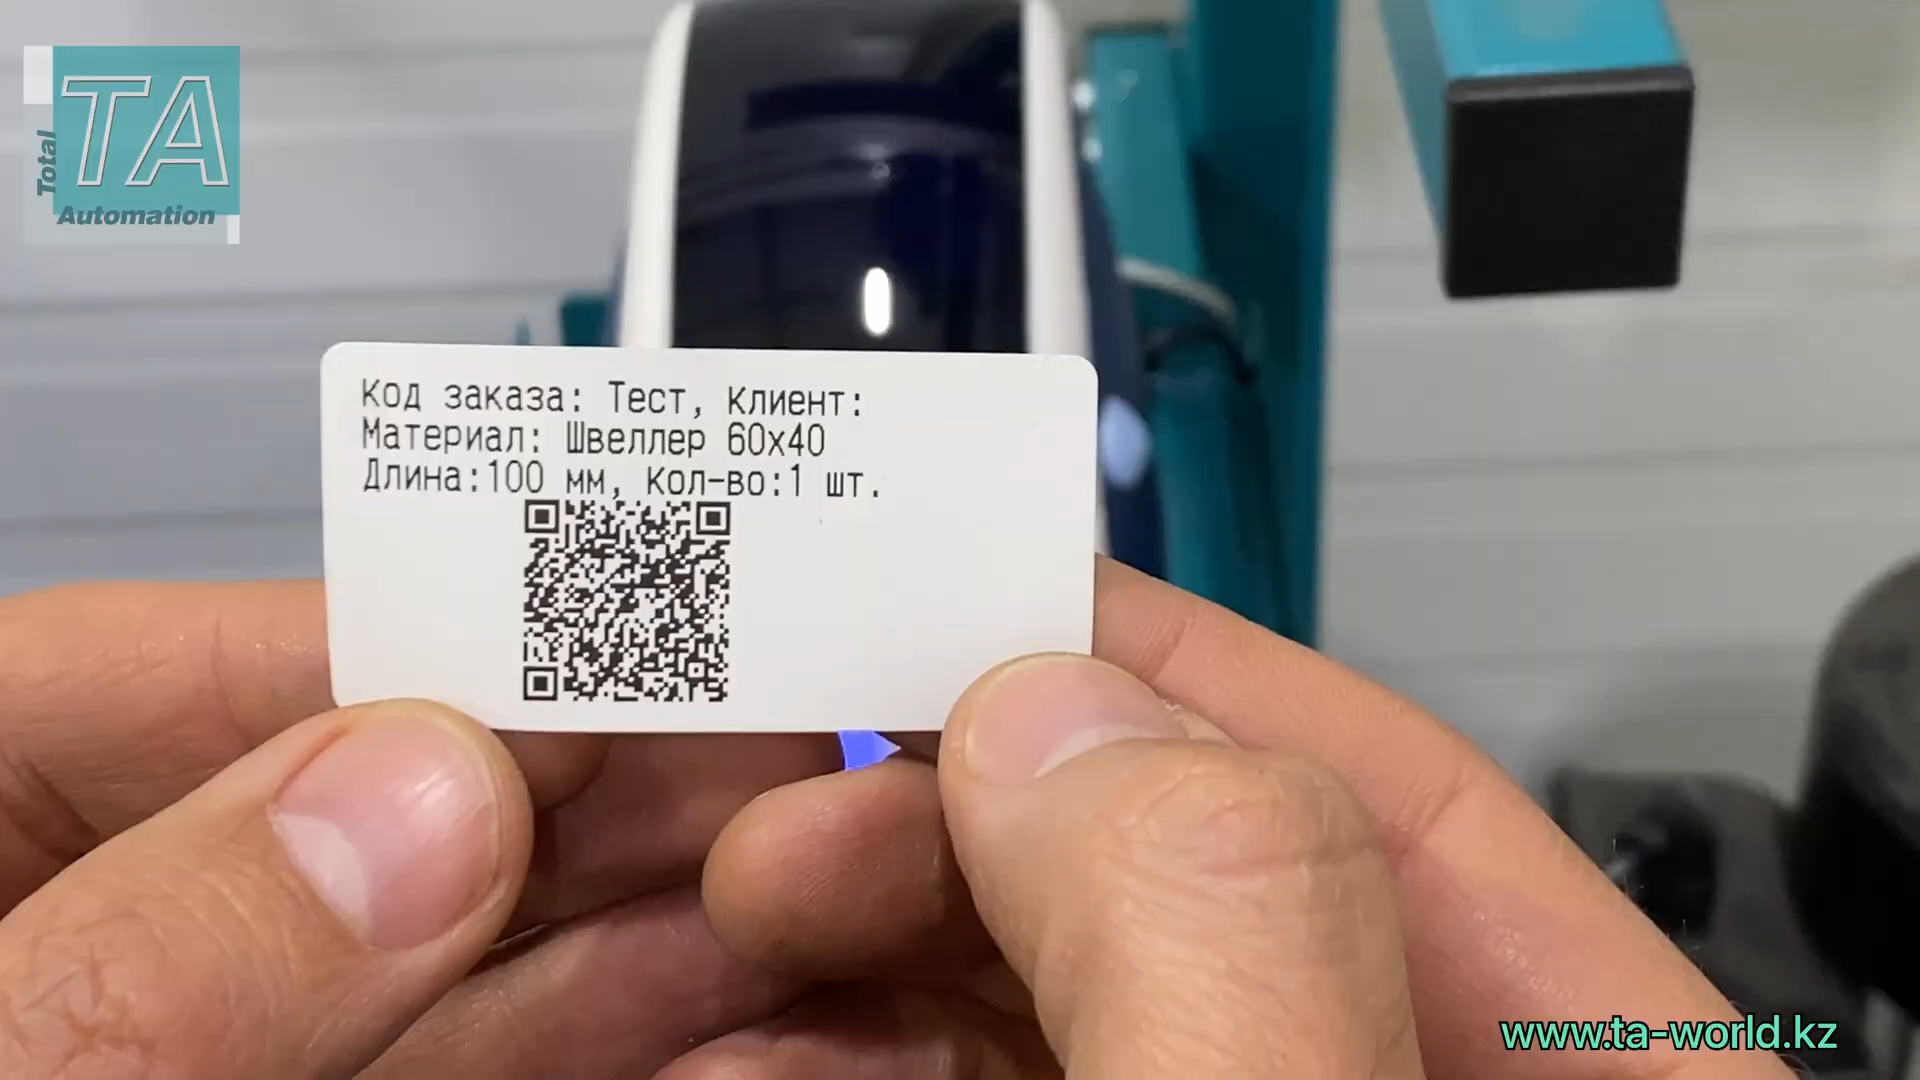 TA
Total
Automation
Код заказа: Тест, Клиент:
Материал: Швеллер 60x40
Длина:100 мм, Кол-во:1 шт.
www.ta-world.kz